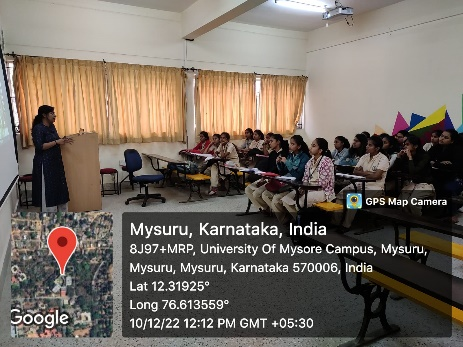 GPS Map Camera
Mysuru, Karnataka, India
8J97+MRP, University Of Mysore Campus, Mysuru,
Mysuru, Mysuru, Karnataka 570006, India
Lat 12.31925°
Long 76.613559°
10/12/22 12:12 PM GMT +05:30
Google